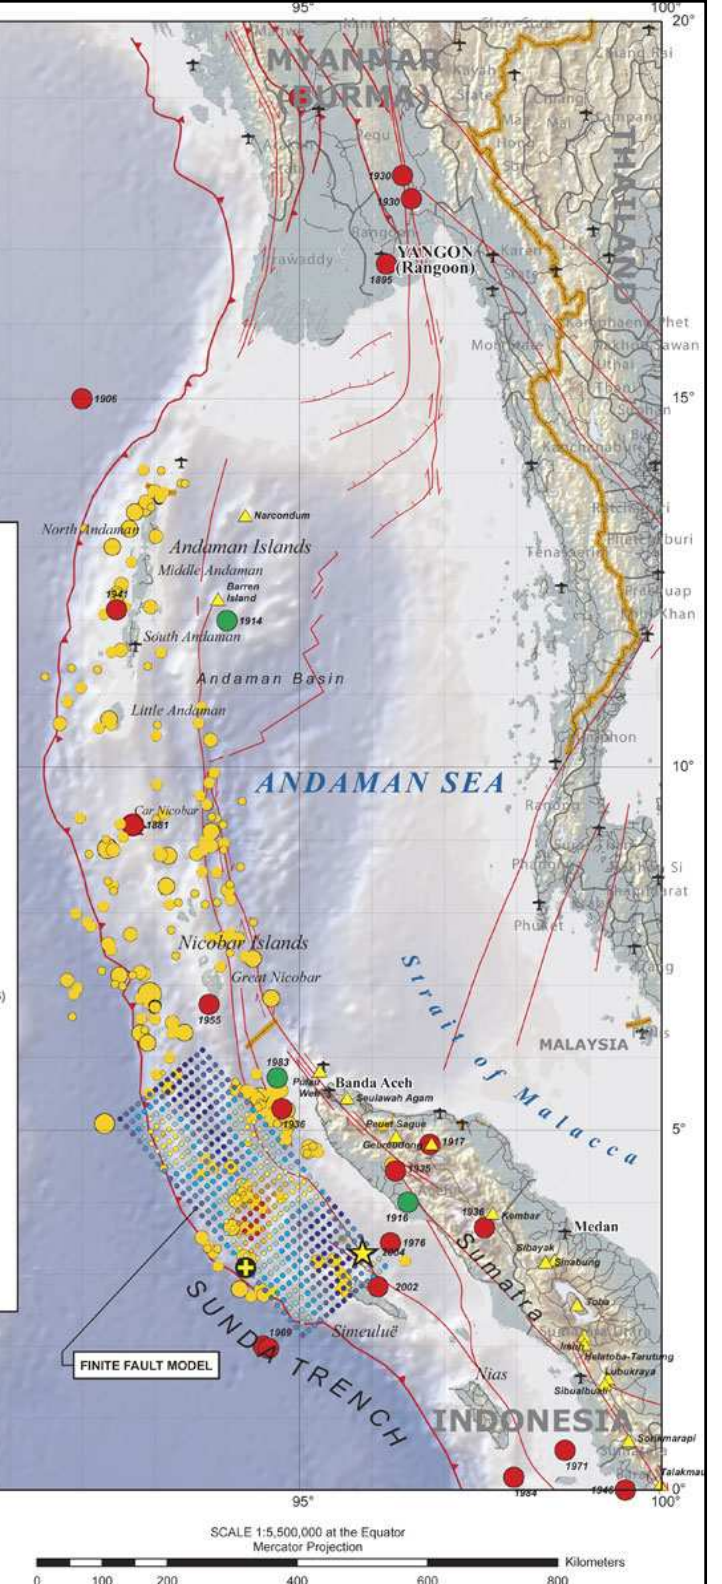 95°
20°
MYANMAR
(BURMA)
THAILAND
1930
1930
YANGON
(Rangoon)
1895
Karen
State
15°
1906
Narcondum
North Andaman
Andaman Islands
Middle Andaman
Barren
Island
1941
1914
South Andaman
Andaman Basin
Little Andaman
10°
ANDAMAN SEA
Car Nicobar
1881
Ranong
Phuket
Nicobar Islands
Great Nicobar
Strait of Malacca
1955
MALAYSIA
1983
Banda Aceh
Pulau
Weh
Seulawah Agam
1936
Peuet Sague
5°
Geureudong
1917
1935
1916
1936
Kembar
Medan
1976
Sibayak
2004
Sinabung
Sumatra
2002
Toba
SUNDA TRENCH
Simeuluë
1969
Helatoba-Tarutung
FINITE FAULT MODEL
Lubukraya
Nias
Sibualbuali
INDONESIA
Sorikmarapi
1971
1984
1946
Talakmau
0°
95°
100°
SCALE 1:5,500,000 at the Equator
Mercator Projection
Kilometers
0 100 200 400 600 800